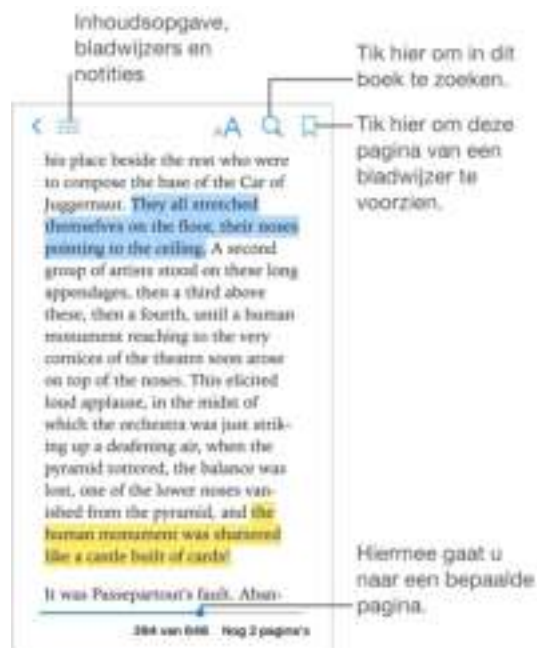 Inhoudsopgave,
bladwijzers en
notities
Tik hier om in dit
boek te zoeken.
Tik hier om deze
pagina van een
bladwijzer te
voorzien.
AA
his place beside the rest who were
to compose the base of the Car of
Juggernaut. They all stretched
themselves on the floor, their noses
pointing to the ceiling. A second
group of artists stood on these long
appendages, then a third above
these, then a fourth, until a human
monument reaching to the very
cornices of the theatre soon arose
on top of the noses. This elicited
loud applause, in the midst of
which the orchestra was just strik-
ing up a deafening air, when the
pyramid tottered, the balance was
lost, one of the lower noses van-
ished from the pyramid, and the
human monument was shattered
like a castle built of cards!
It was Passepartout's fault. Aban-
Hiermee gaat u
naar een bepaalde
pagina.
van 646 Nog 2 pagina's